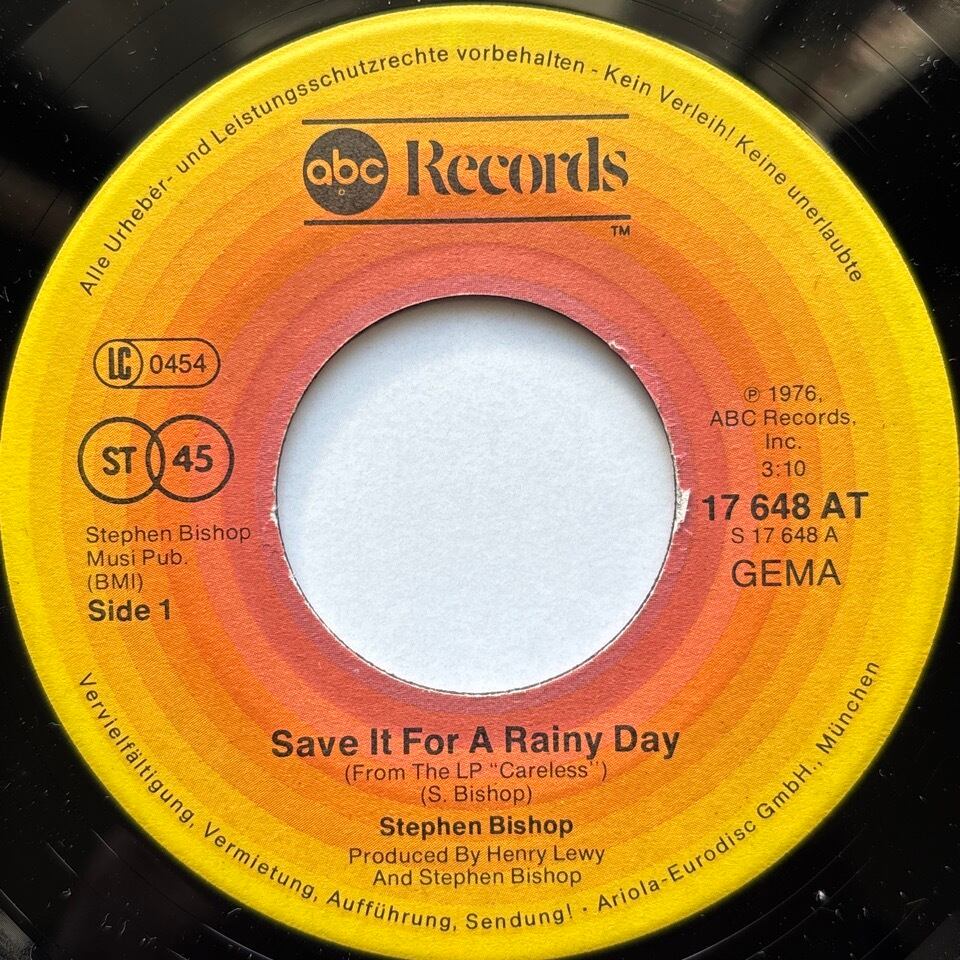 Alle Urheber- und Leistungsschutzrechte vorbehalten - Kein Verleih! Keine unerlaubte
abc Records
TM
LC 0454
ST 45
Stephen Bishop
Musi Pub.
(BMI)
Side 1
℗ 1976,
ABC Records,
Inc.
3:10
17 648 AT
S 17 648 A
GEMA
Save It For A Rainy Day
(From The LP "Careless")
(S. Bishop)
Stephen Bishop
Produced By Henry Lewy
And Stephen Bishop
Vervielfältigung, Vermietung, Aufführung, Sendung! · Ariola-Eurodisc GmbH., München